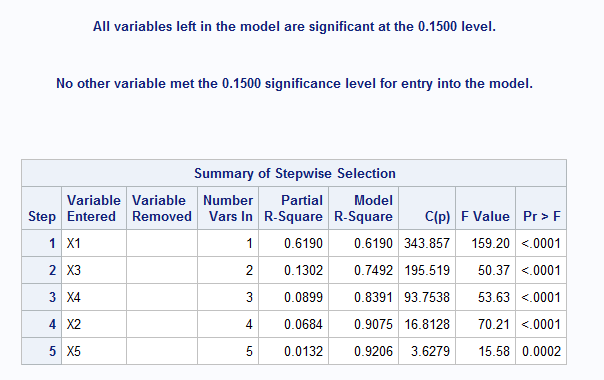 All variables left in the model are significant at the 0.1500 level.
No other variable met the 0.1500 significance level for entry into the model.
Summary of Stepwise Selection
Step Variable Entered Variable Removed Number Vars In Partial R-Square Model R-Square C(p) F Value Pr > F
1 X1 1 0.6190 0.6190 343.857 159.20 <.0001
2 X3 2 0.1302 0.7492 195.519 50.37 <.0001
3 X4 3 0.0899 0.8391 93.7538 53.63 <.0001
4 X2 4 0.0684 0.9075 16.8128 70.21 <.0001
5 X5 5 0.0132 0.9206 3.6279 15.58 0.0002